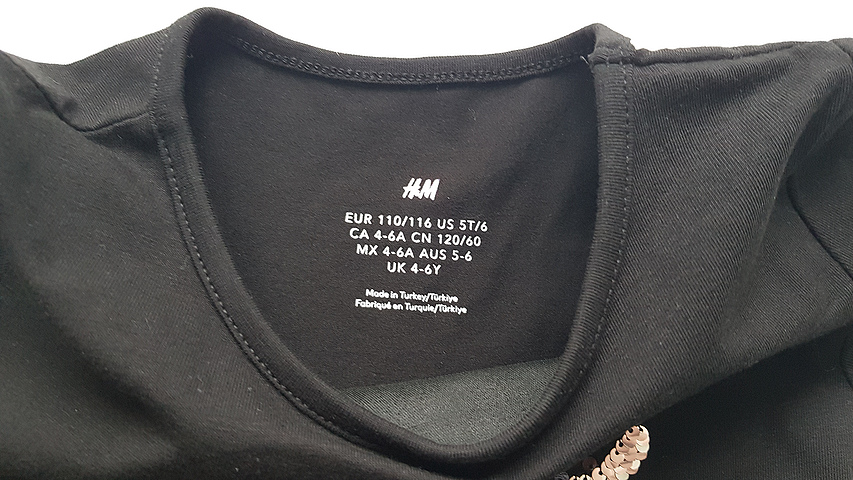 H&M
EUR 110/116 US 5T/6
CA 4-6A CN 120/60
MX 4-6A AUS 5-6
UK 4-6Y
Made in Turkey/Türkiye
Fabriqué en Turquie/Türkiye